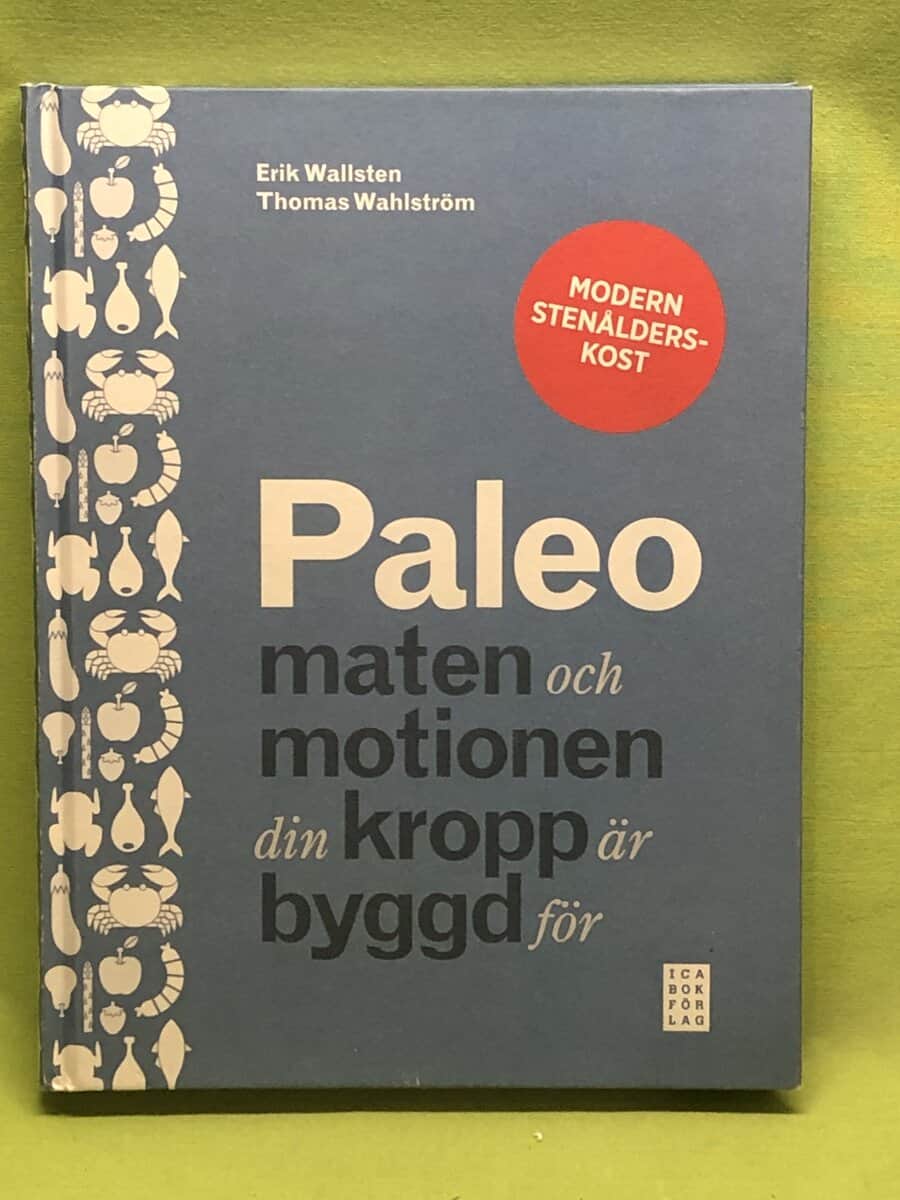 Erik Wallsten
Thomas Wahlström
MODERN
STENÅLDERS-
KOST
Paleo
maten och
motionen
din kropp är
byggd för
ICA
BOK
FÖR
LAG